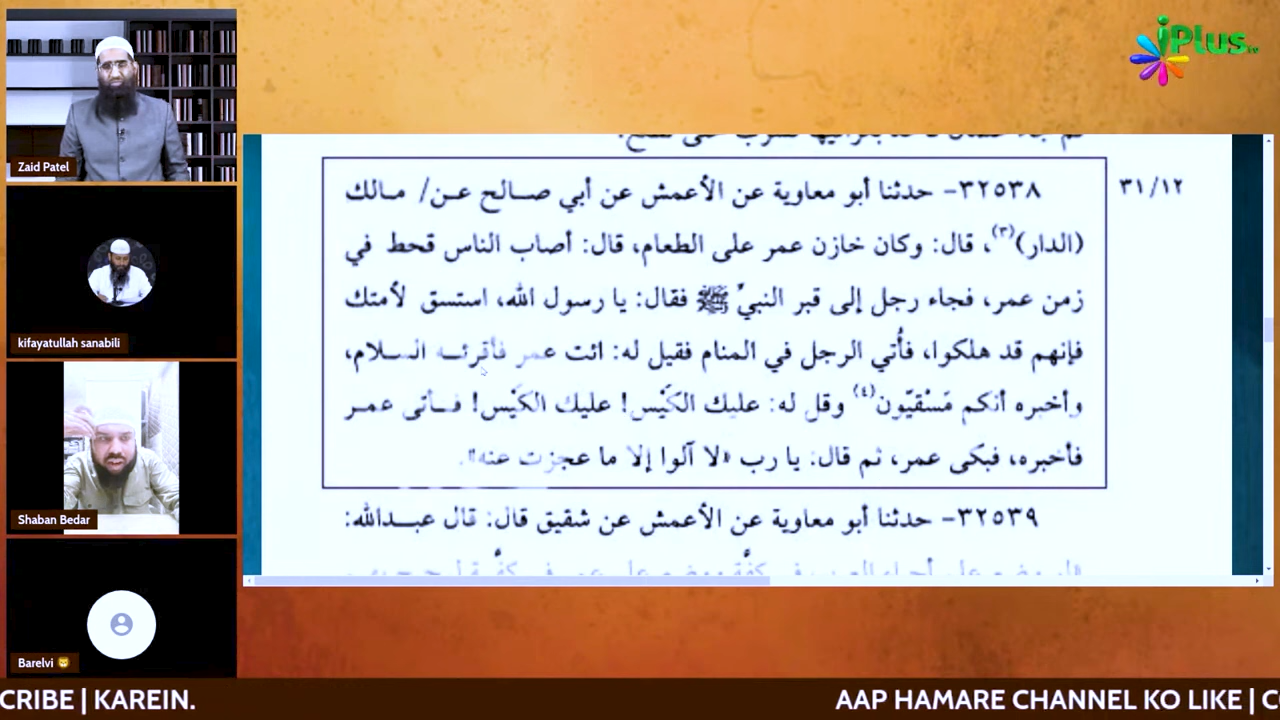 iPlus tv
Zaid Patel
kifayatullah sanabili
Shaban Bedar
Barelvi 🦁
٣١/١٢
٣٢٥٣٨- حدثنا أبو معاوية عن الأعمش عن أبي صالح عن/ مالك
(الدار)(٣)، قال: وكان خازن عمر على الطعام، قال: أصاب الناس قحط في
زمن عمر، فجاء رجل إلى قبر النبيِّ ﷺ فقال: يا رسول الله، استسق لأمتك
فإنهم قد هلكوا، فأُتي الرجل في المنام فقيل له: ائت عمر فأقرئه السلام،
وأخبره أنكم مَسْقيّون(٤) وقل له: عليك الكَيْس! عليك الكَيْس! فأتى عمر
فأخبره، فبكى عمر، ثم قال: يا رب «لا آلوا إلا ما عجزت عنه».
٣٢٥٣٩- حدثنا أبو معاوية عن الأعمش عن شقيق قال: قال عبدالله:
CRIBE | KAREIN.
AAP HAMARE CHANNEL KO LIKE | C